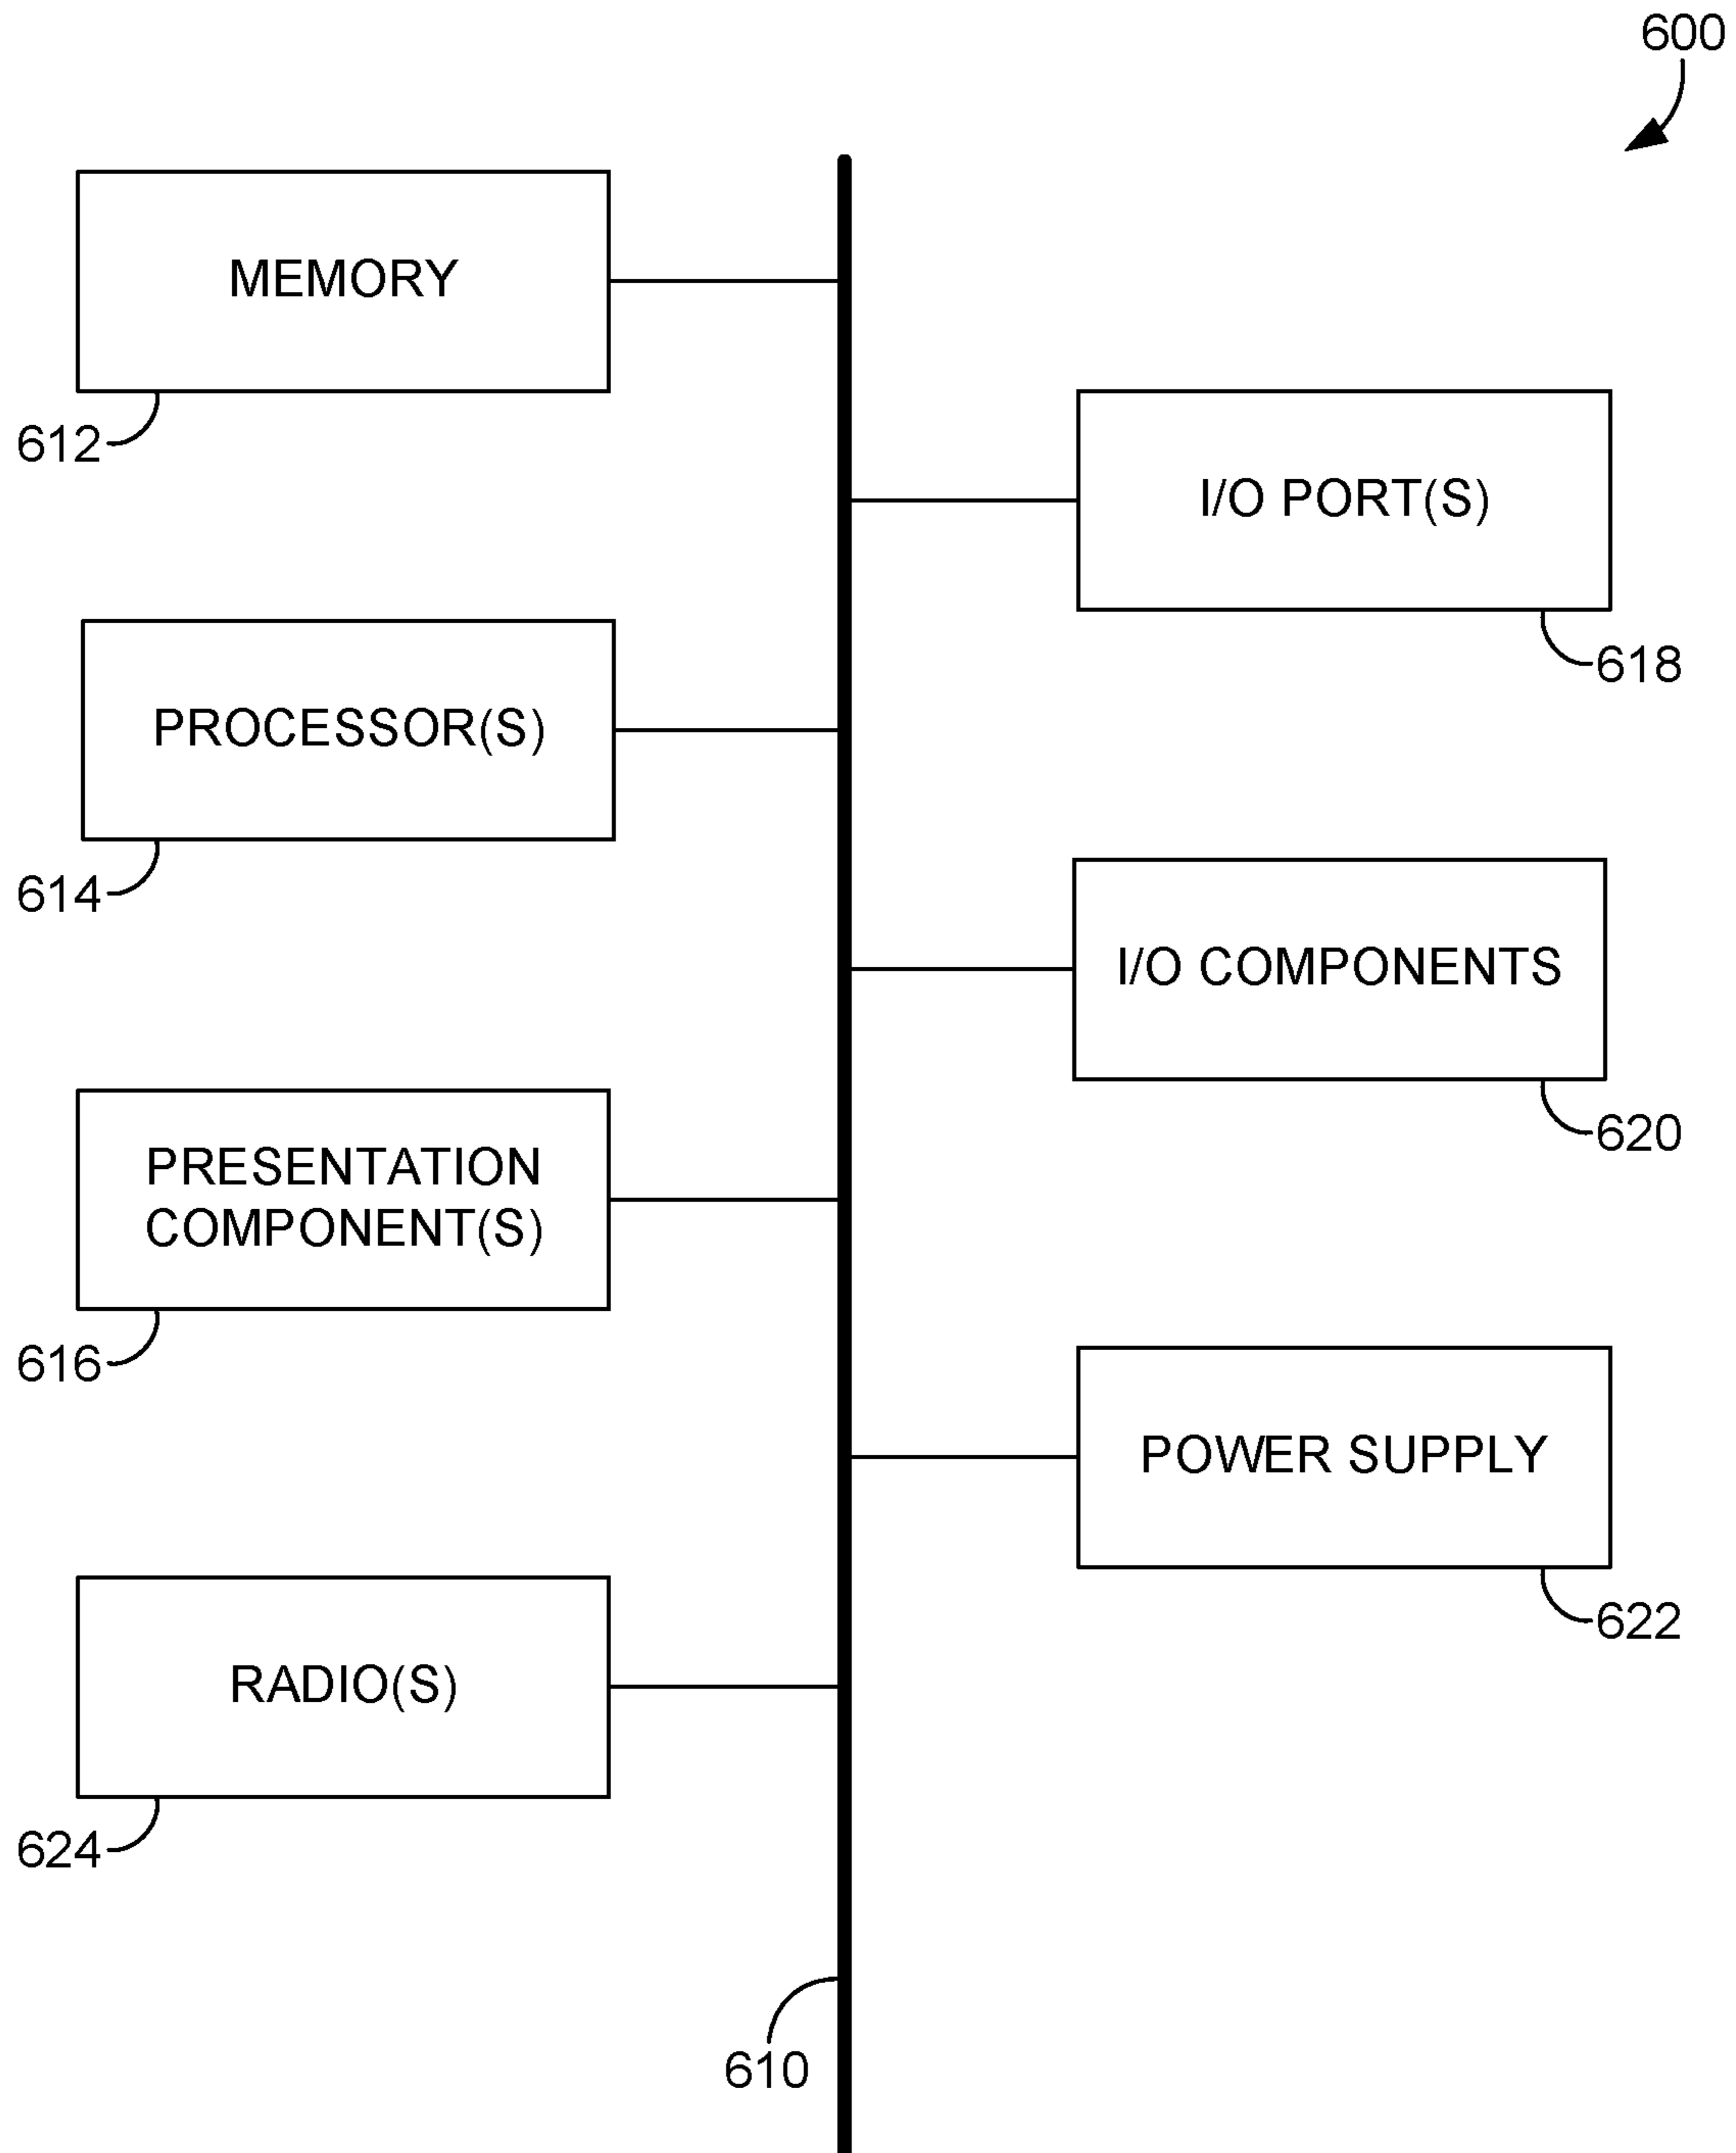 600
MEMORY
612
I/O PORT(S)
618
PROCESSOR(S)
614
I/O COMPONENTS
620
PRESENTATION
COMPONENT(S)
616
POWER SUPPLY
622
RADIO(S)
624
610